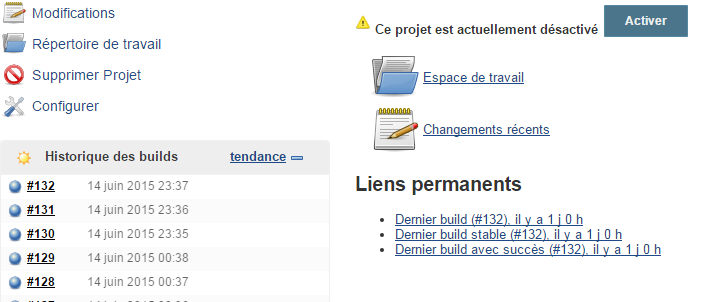 Modifications
Répertoire de travail
Supprimer Projet
Configurer
Historique des builds tendance
#132 14 juin 2015 23:37
#131 14 juin 2015 23:36
#130 14 juin 2015 23:35
#129 14 juin 2015 00:38
#128 14 juin 2015 00:37
Ce projet est actuellement désactivé Activer
Espace de travail
Changements récents
Liens permanents
Dernier build (#132), il y a 1 j 0 h
Dernier build stable (#132), il y a 1 j 0 h
Dernier build avec succès (#132), il y a 1 j 0 h